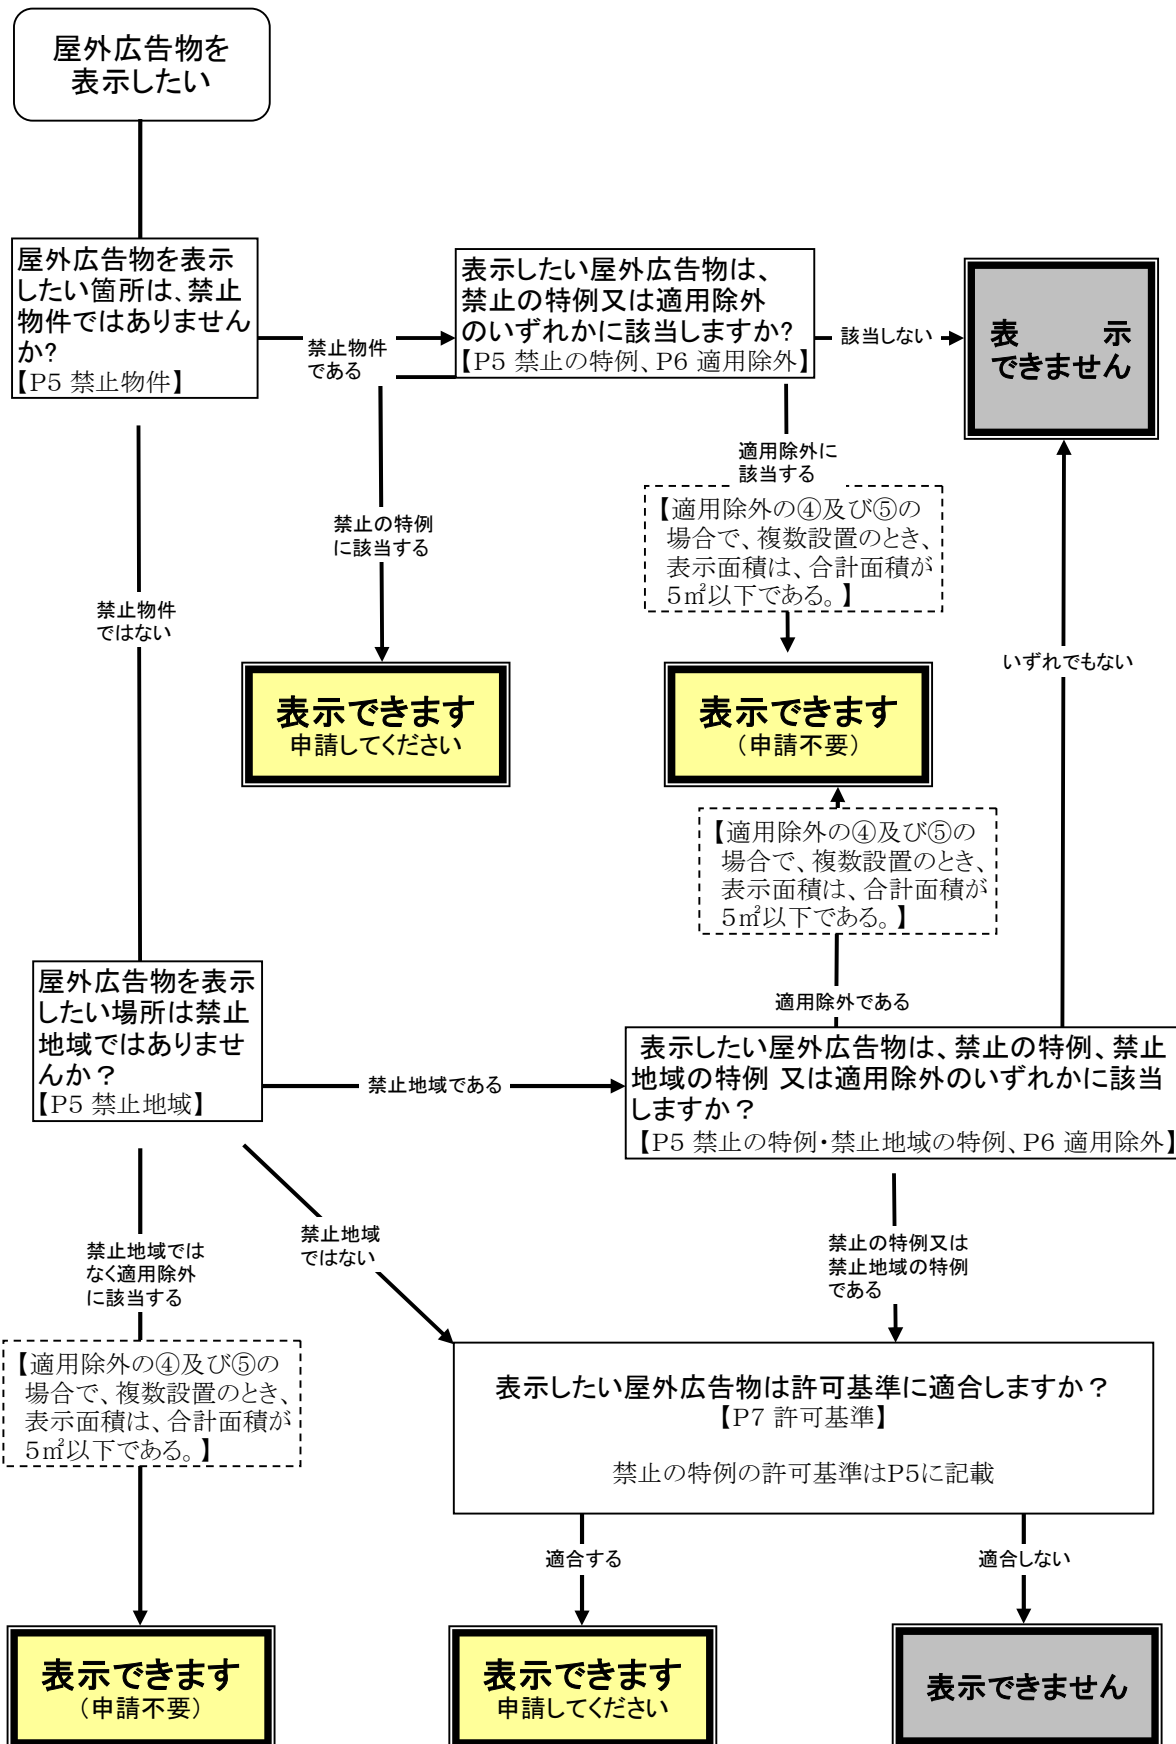 屋外広告物を
表示したい
屋外広告物を表示
したい箇所は、禁止
物件ではありません
か?
【P5 禁止物件】
禁止物件
である
表示したい屋外広告物は、
禁止の特例又は適用除外
のいずれかに該当しますか?
【P5 禁止の特例、P6 適用除外】
該当しない
表 示
できません
適用除外に
該当する
【適用除外の④及び⑤の
場合で、複数設置のとき、
表示面積は、合計面積が
5㎡以下である。】
禁止の特例
に該当する
禁止物件
ではない
いずれでもない
表示できます
申請してください
表示できます
（申請不要）
【適用除外の④及び⑤の
場合で、複数設置のとき、
表示面積は、合計面積が
5㎡以下である。】
適用除外である
屋外広告物を表示
したい場所は禁止
地域ではありませ
んか？
【P5 禁止地域】
禁止地域である
表示したい屋外広告物は、禁止の特例、禁止
地域の特例 又は適用除外のいずれかに該当
しますか？
【P5 禁止の特例・禁止地域の特例、P6 適用除外】
禁止地域では
なく適用除外
に該当する
禁止地域
ではない
禁止の特例又は
禁止地域の特例
である
【適用除外の④及び⑤の
場合で、複数設置のとき、
表示面積は、合計面積が
5㎡以下である。】
表示したい屋外広告物は許可基準に適合しますか？
【P7 許可基準】
禁止の特例の許可基準はP5に記載
適合する
適合しない
表示できます
（申請不要）
表示できます
申請してください
表示できません